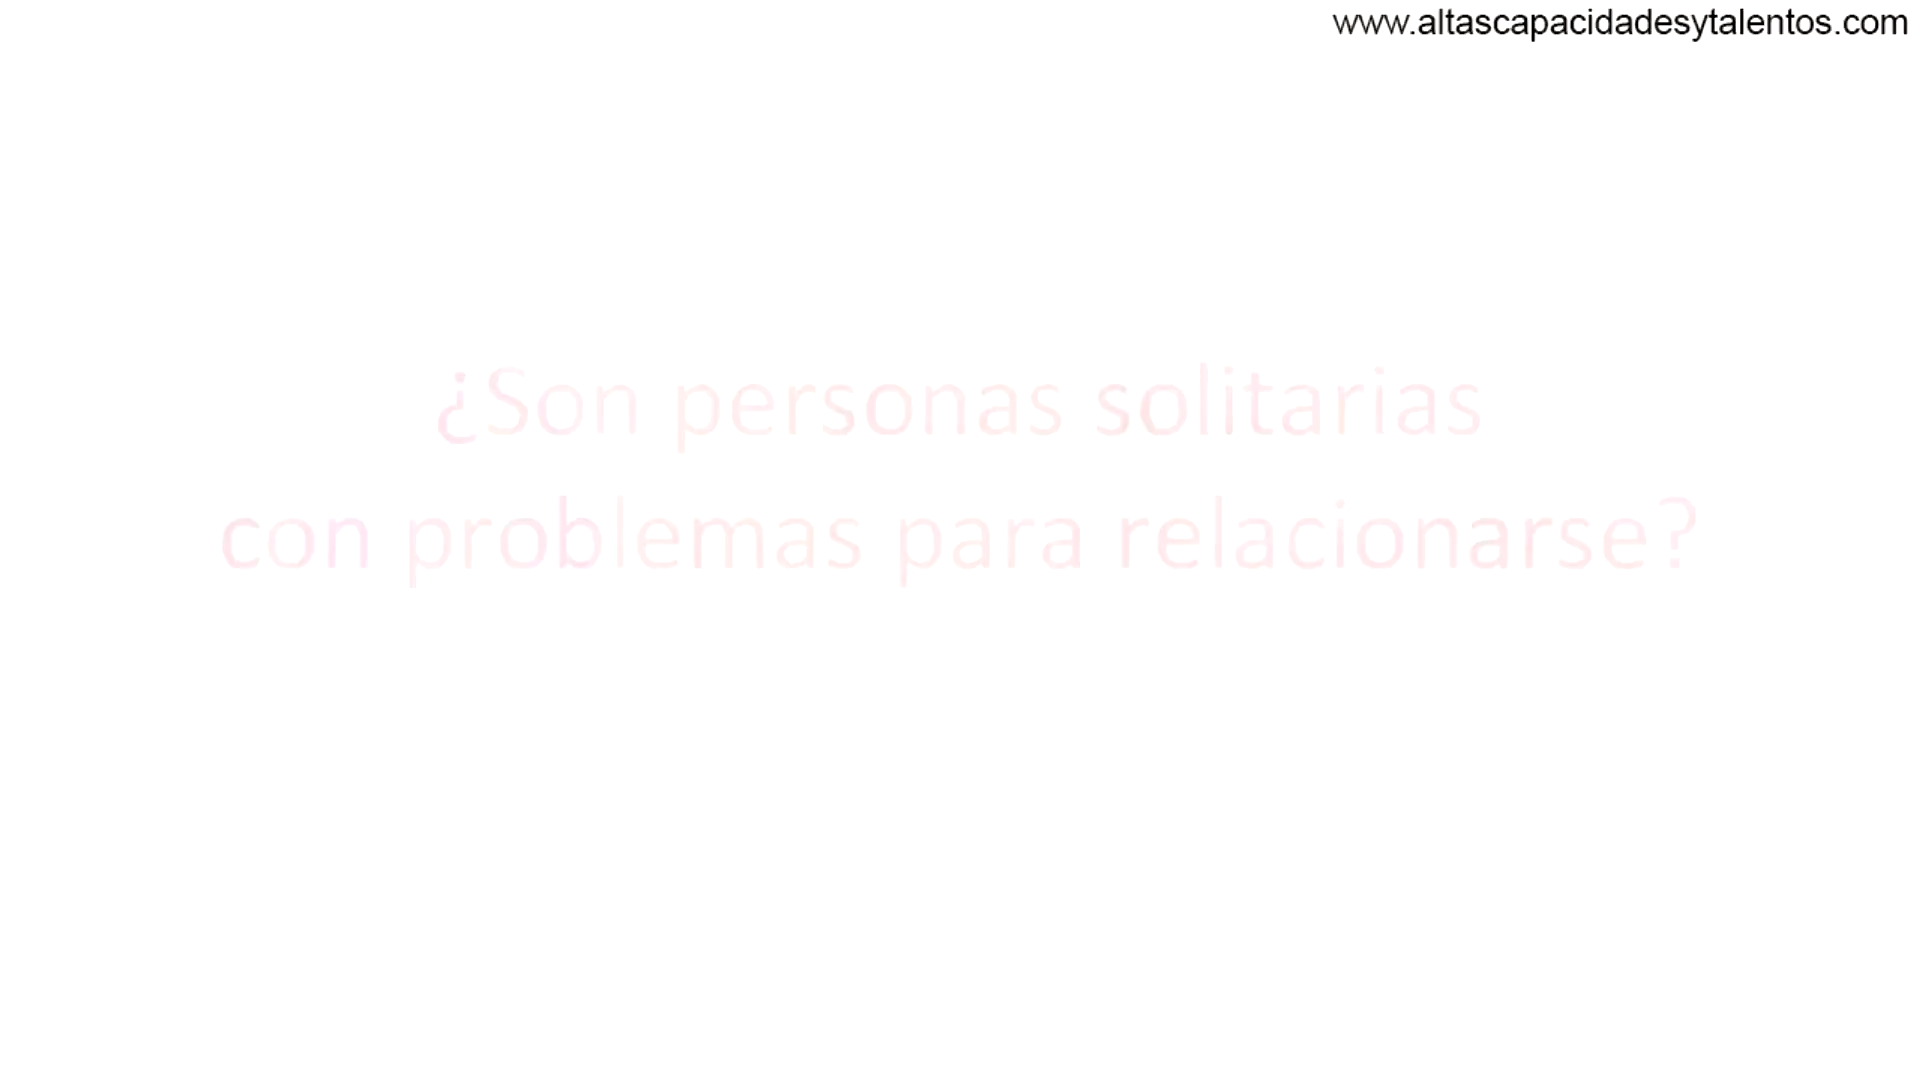 www.altascapacidadesytalentos.com
¿Son personas solitarias
con problemas para relacionarse?